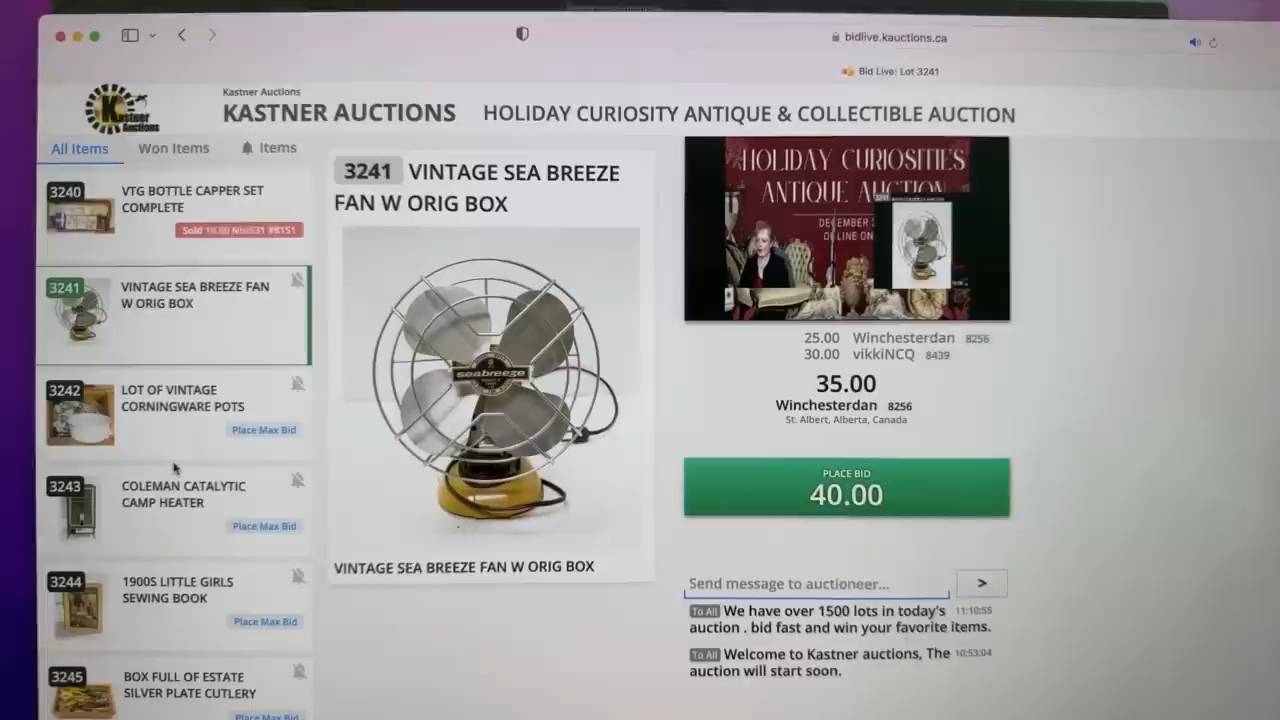 bidlive.kauctions.ca
Bid Live: Lot 3241
Kastner Auctions
Kastner
Auctions
KASTNER AUCTIONS
HOLIDAY CURIOSITY ANTIQUE & COLLECTIBLE AUCTION
All Items
Won Items
Items
3240
VTG BOTTLE CAPPER SET
COMPLETE
3241
VINTAGE SEA BREEZE FAN
W ORIG BOX
3242
LOT OF VINTAGE
CORNINGWARE POTS
Place Max Bid
3243
COLEMAN CATALYTIC
CAMP HEATER
Place Max Bid
3244
1900S LITTLE GIRLS
SEWING BOOK
Place Max Bid
3245
BOX FULL OF ESTATE
SILVER PLATE CUTLERY
Place Max Bid
3241 VINTAGE SEA BREEZE
FAN W ORIG BOX
seabreeze
VINTAGE SEA BREEZE FAN W ORIG BOX
HOLIDAY CURIOSITIES
ANTIQUE AUCTION
DECEMBER
25.00 Winchesterdan 8256
30.00 vikkiNCQ 8439
35.00
Winchesterdan 8256
St. Albert, Alberta, Canada
PLACE BID
40.00
Send message to auctioneer...
>
To All We have over 1500 lots in today's 11:10:55
auction . bid fast and win your favorite items.
To All Welcome to Kastner auctions, The 10:53:04
auction will start soon.